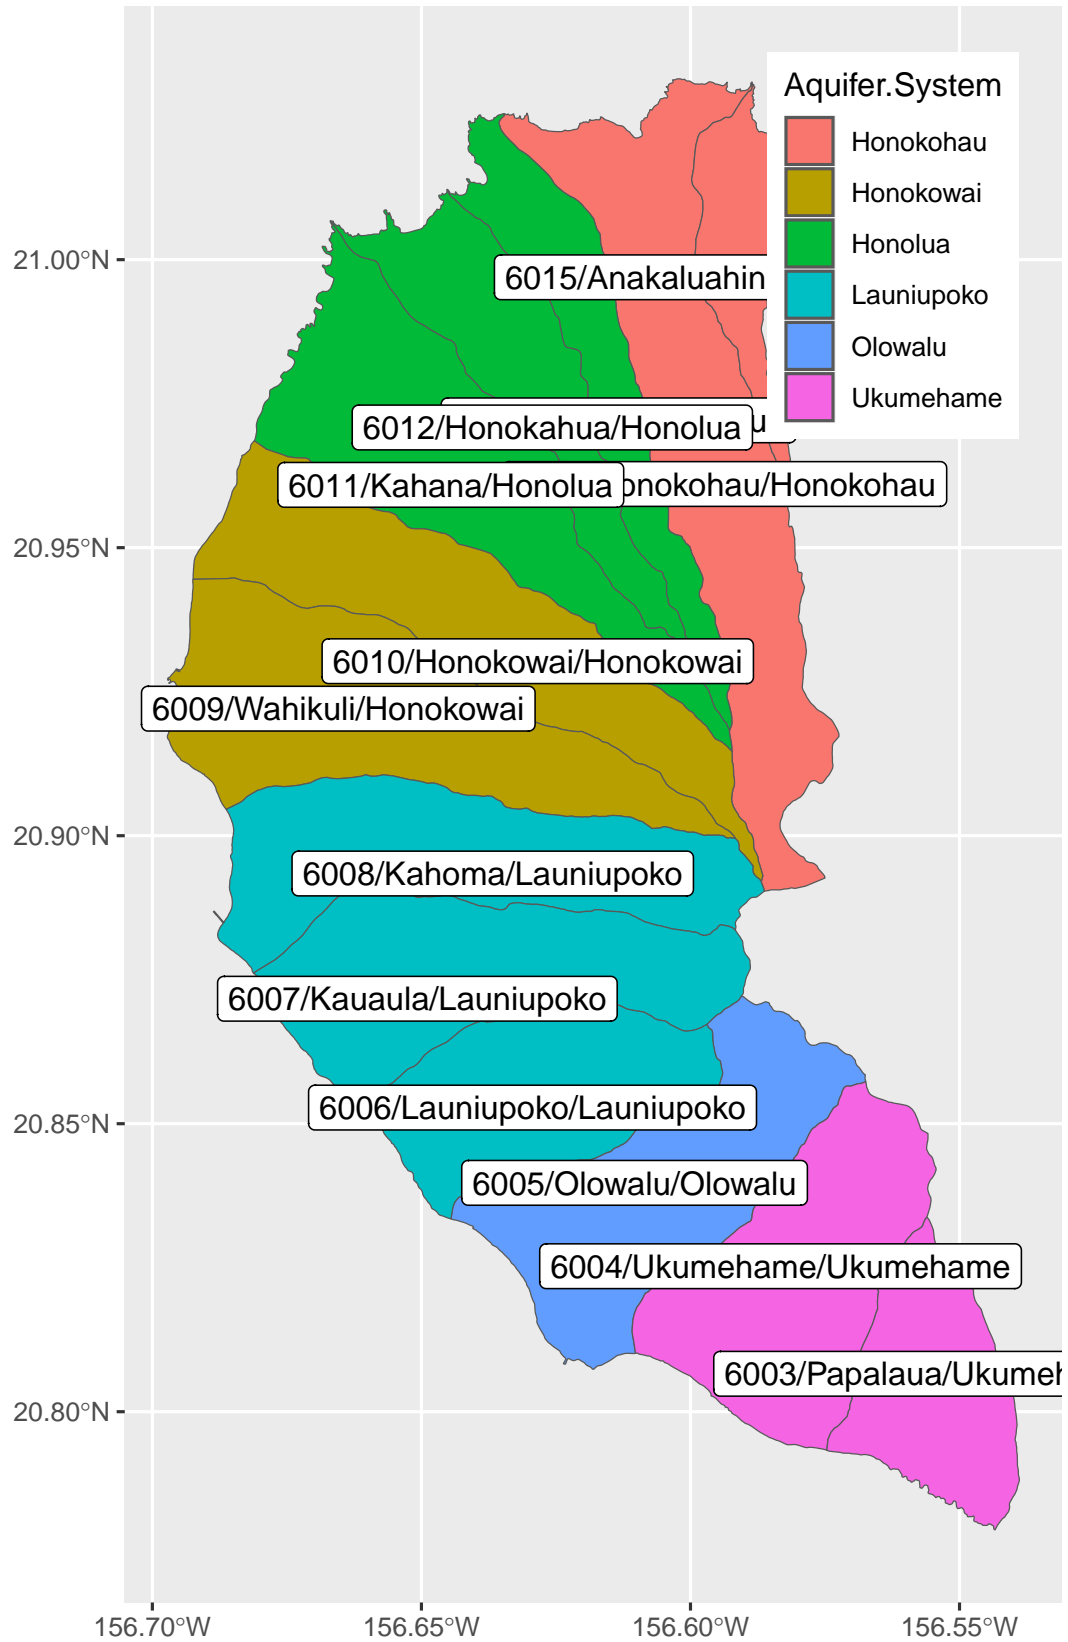 Aquifer.System
Honokohau
Honokowai
Honolua
Launiupoko
Olowalu
Ukumehame
21.00°N
20.95°N
20.90°N
20.85°N
20.80°N
6015/Anakaluahin
6012/Honokahua/Honolua
u
6011/Kahana/Honolua
onokohau/Honokohau
6010/Honokowai/Honokowai
6009/Wahikuli/Honokowai
6008/Kahoma/Launiupoko
6007/Kauaula/Launiupoko
6006/Launiupoko/Launiupoko
6005/Olowalu/Olowalu
6004/Ukumehame/Ukumehame
6003/Papalaua/Ukumeh
156.70°W
156.65°W
156.60°W
156.55°W